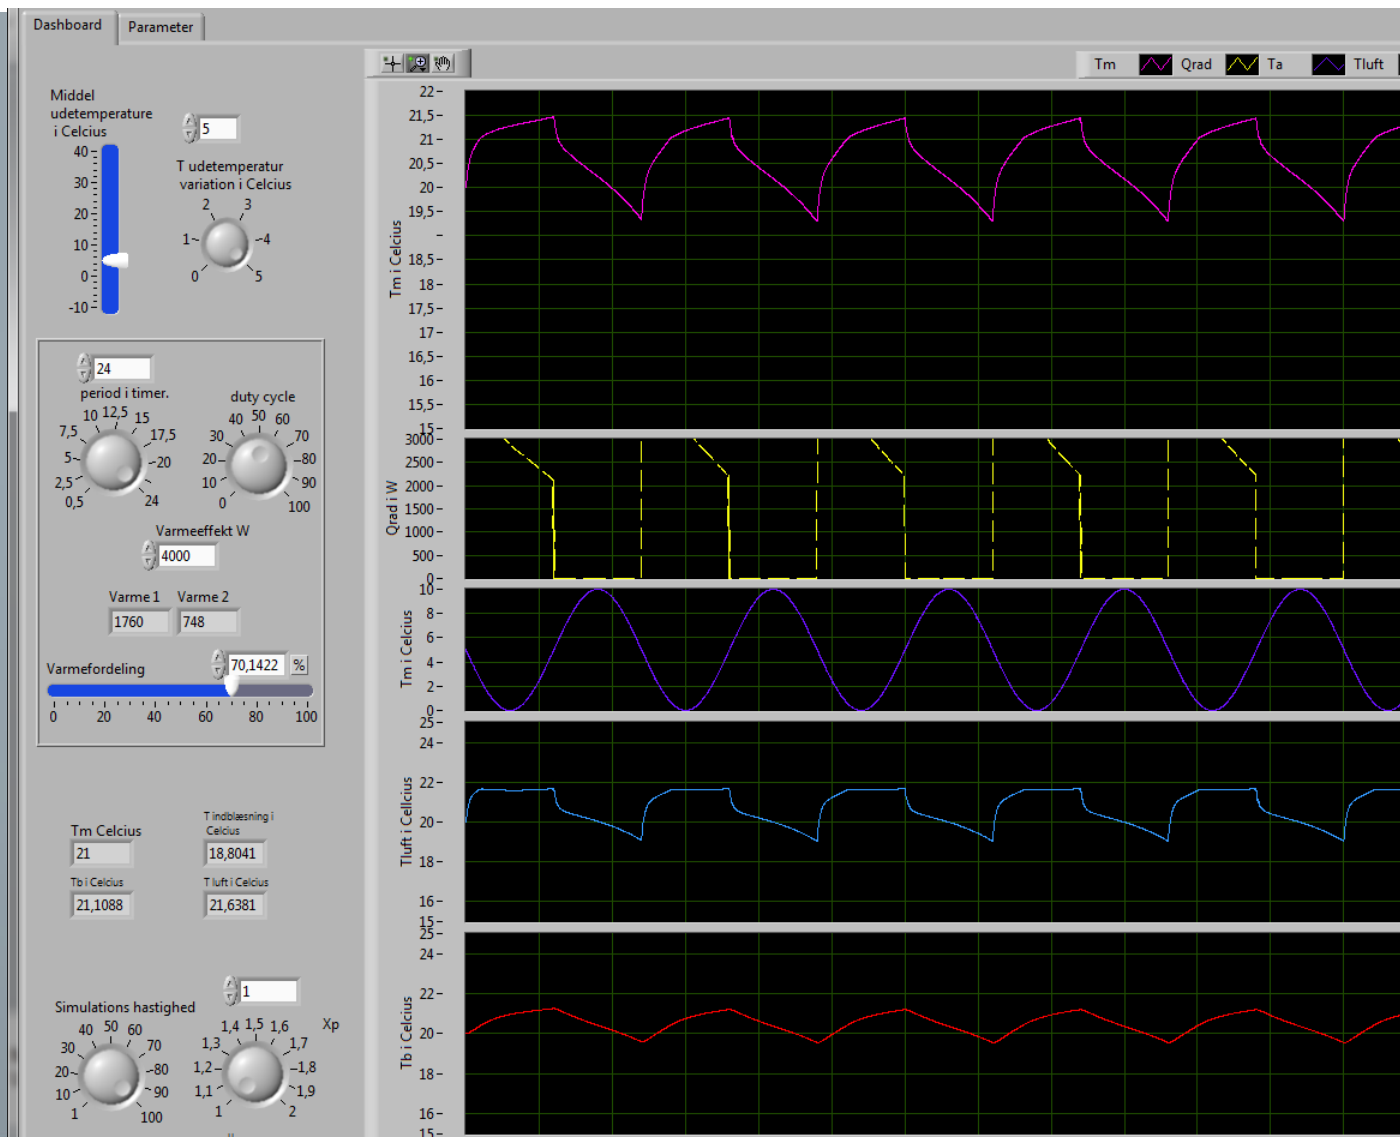 Dashboard
Parameter
Tm
Qrad
Ta
Tluft
Middel
udetemperature
i Celcius
5
40
30
20
10
0
-10
T udetemperatur
variation i Celcius
0 1 2 3 4 5
24
period i timer.
0,5 2,5 5 7,5 10 12,5 15 17,5 20 24
duty cycle
0 10 20 30 40 50 60 70 80 90 100
Varmeeffekt W
4000
Varme 1 Varme 2
1760 748
Varmefordeling
70,1422 %
0 20 40 60 80 100
Tm Celcius
21
T indblæsning i
Celcius
18,8041
Tb i Celcius
21,1088
T luft i Celcius
21,6381
1
Simulations hastighed
1 10 20 30 40 50 60 70 80 90 100
Xp
1 1,1 1,2 1,3 1,4 1,5 1,6 1,7 1,8 1,9 2
Tm i Celcius
22
21,5
21
20,5
20
19,5
18,5
18
17,5
17
16,5
16
15,5
15
Qrad i W
3000
2500
2000
1500
1000
500
0
Tm i Celcius
10
8
6
4
2
0
Tluft i Cellcius
25
24
22
20
18
16
15
Tb i Celcius
25
24
22
20
18
16
15